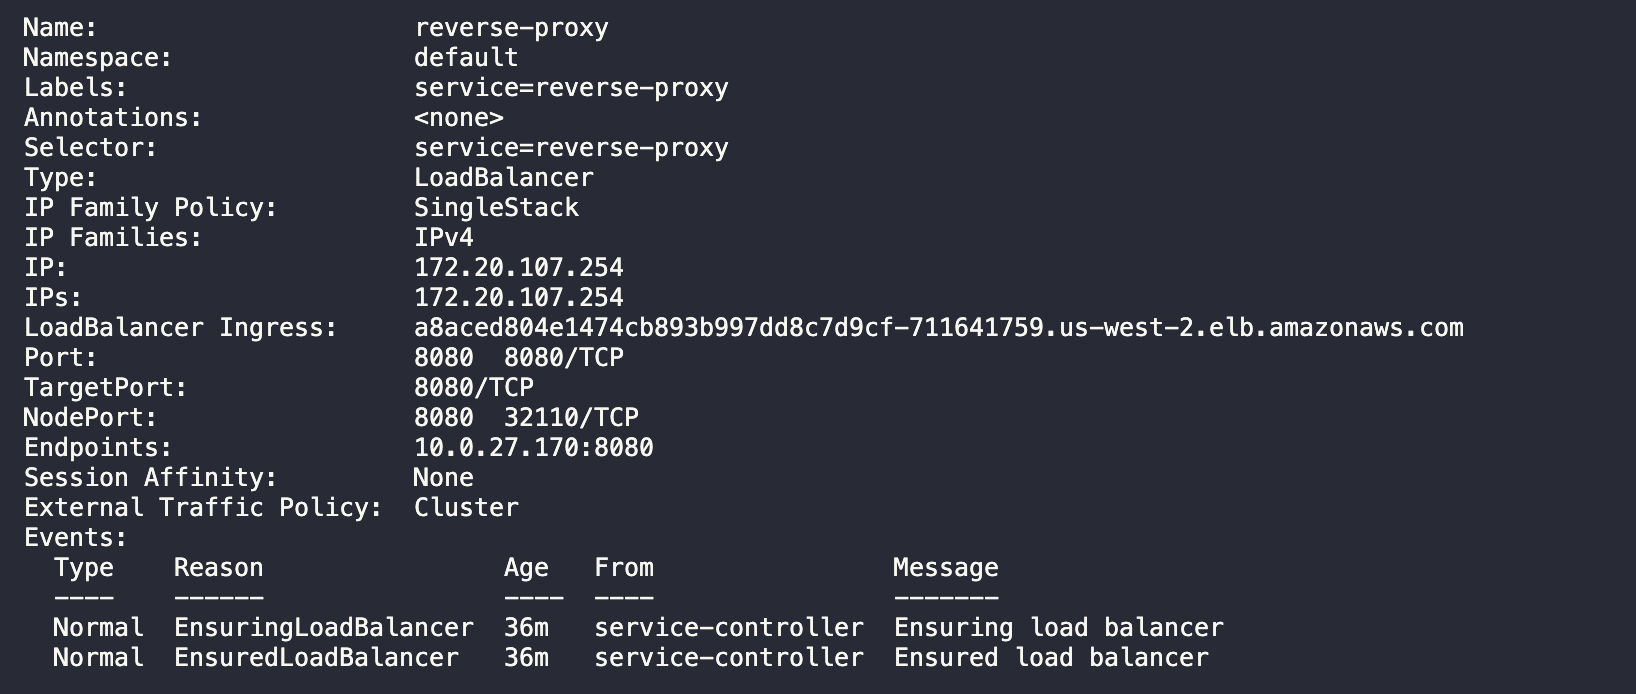 Name:                     reverse-proxy
Namespace:                default
Labels:                   service=reverse-proxy
Annotations:              <none>
Selector:                 service=reverse-proxy
Type:                     LoadBalancer
IP Family Policy:         SingleStack
IP Families:              IPv4
IP:                       172.20.107.254
IPs:                      172.20.107.254
LoadBalancer Ingress:     a8aced804e1474cb893b997dd8c7d9cf-711641759.us-west-2.elb.amazonaws.com
Port:                     8080  8080/TCP
TargetPort:               8080/TCP
NodePort:                 8080  32110/TCP
Endpoints:                10.0.27.170:8080
Session Affinity:         None
External Traffic Policy:  Cluster
Events:
  Type    Reason                Age   From                Message
  ----    ------                ----  ----                -------
  Normal  EnsuringLoadBalancer  36m   service-controller  Ensuring load balancer
  Normal  EnsuredLoadBalancer   36m   service-controller  Ensured load balancer